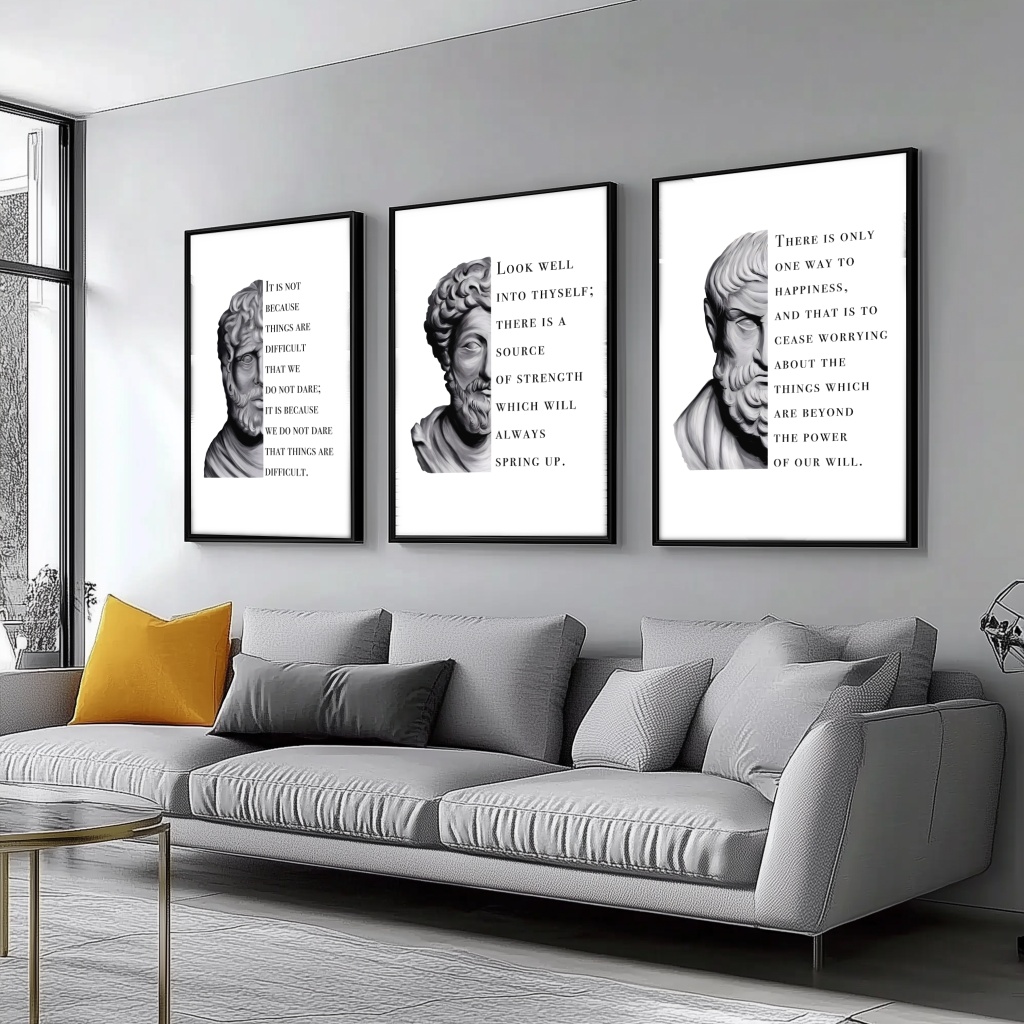 It is not
because
things are
difficult
that we
do not dare;
it is because
we do not dare
that things are
difficult.
Look well
into thyself;
there is a
source
of strength
which will
always
spring up.
There is only
one way to
happiness,
and that is to
cease worrying
about the
things which
are beyond
the power
of our will.